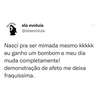 ela evoluiu
@elaevoluiu
Nasci pra ser mimada mesmo kkkkk
eu ganho um bombom e meu dia
muda completamente!
demonstração de afeto me deixa
fraquíssima.